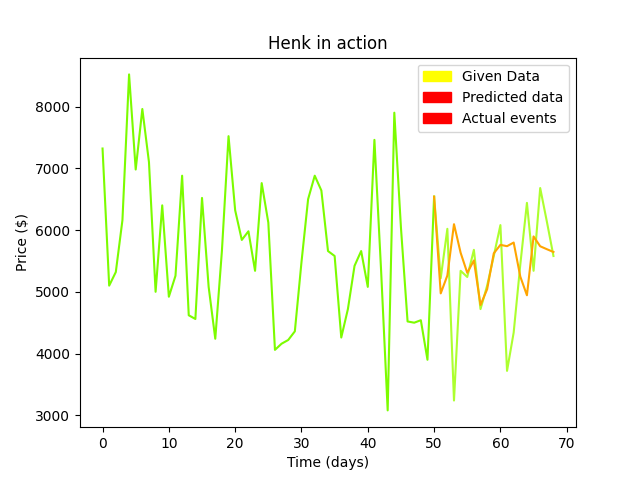 Henk in action
Given Data
Predicted data
Actual events
Price ($)
8000
7000
6000
5000
4000
3000
0 10 20 30 40 50 60 70
Time (days)